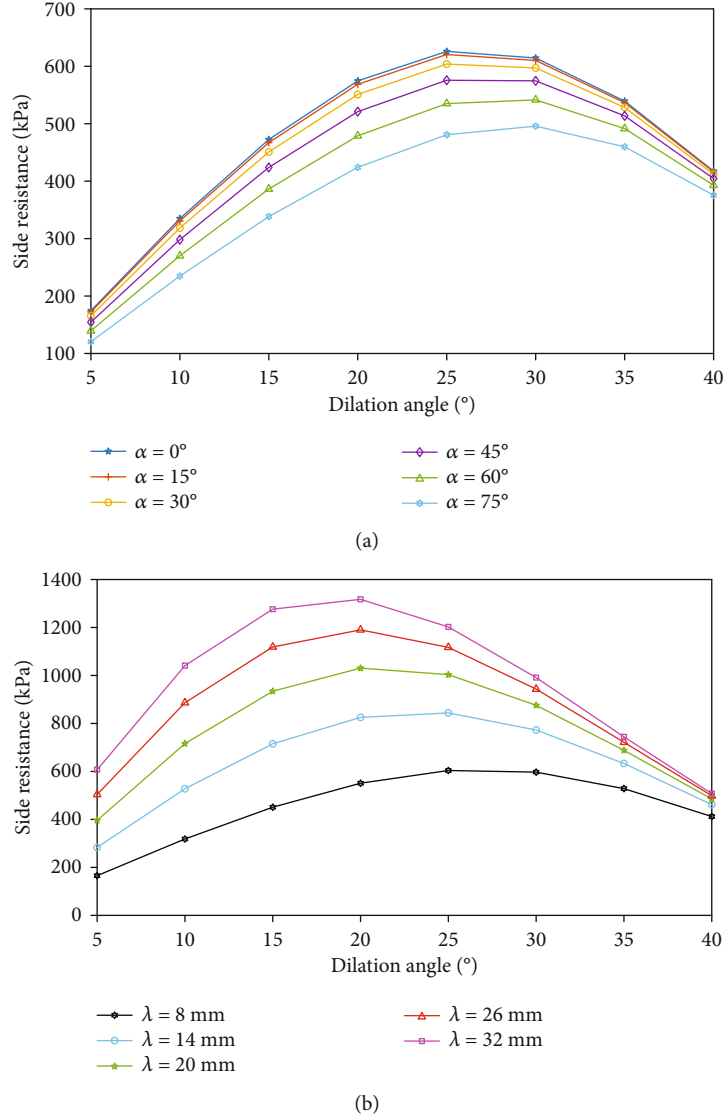 700
600
500
400
300
200
100
Side resistance (kPa)
5 10 15 20 25 30 35 40
Dilation angle (°)
α = 0° α = 45°
α = 15° α = 60°
α = 30° α = 75°
(a)
1400
1200
1000
800
600
400
200
0
Side resistance (kPa)
5 10 15 20 25 30 35 40
Dilation angle (°)
λ = 8 mm λ = 26 mm
λ = 14 mm λ = 32 mm
λ = 20 mm
(b)